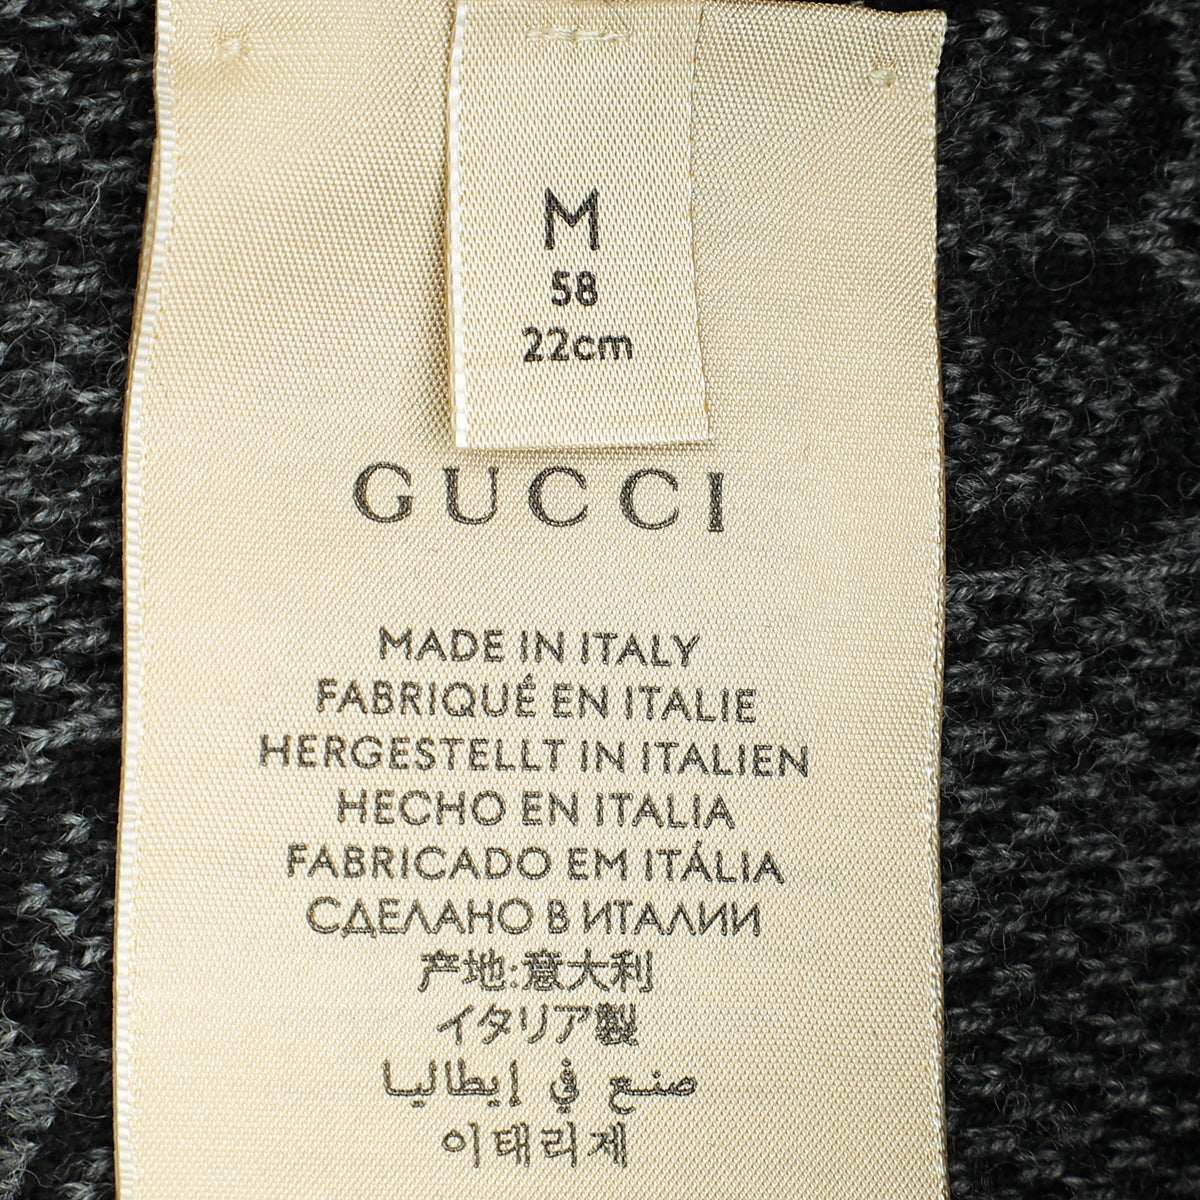 M
58
22cm
GUCCI
MADE IN ITALY
FABRIQUÉ EN ITALIE
HERGESTELLT IN ITALIEN
HECHO EN ITALIA
FABRICADO EM ITÁLIA
СДЕЛАНО В ИТАЛИИ
产地:意大利
イタリア製
صنع في إيطاليا
이태리제